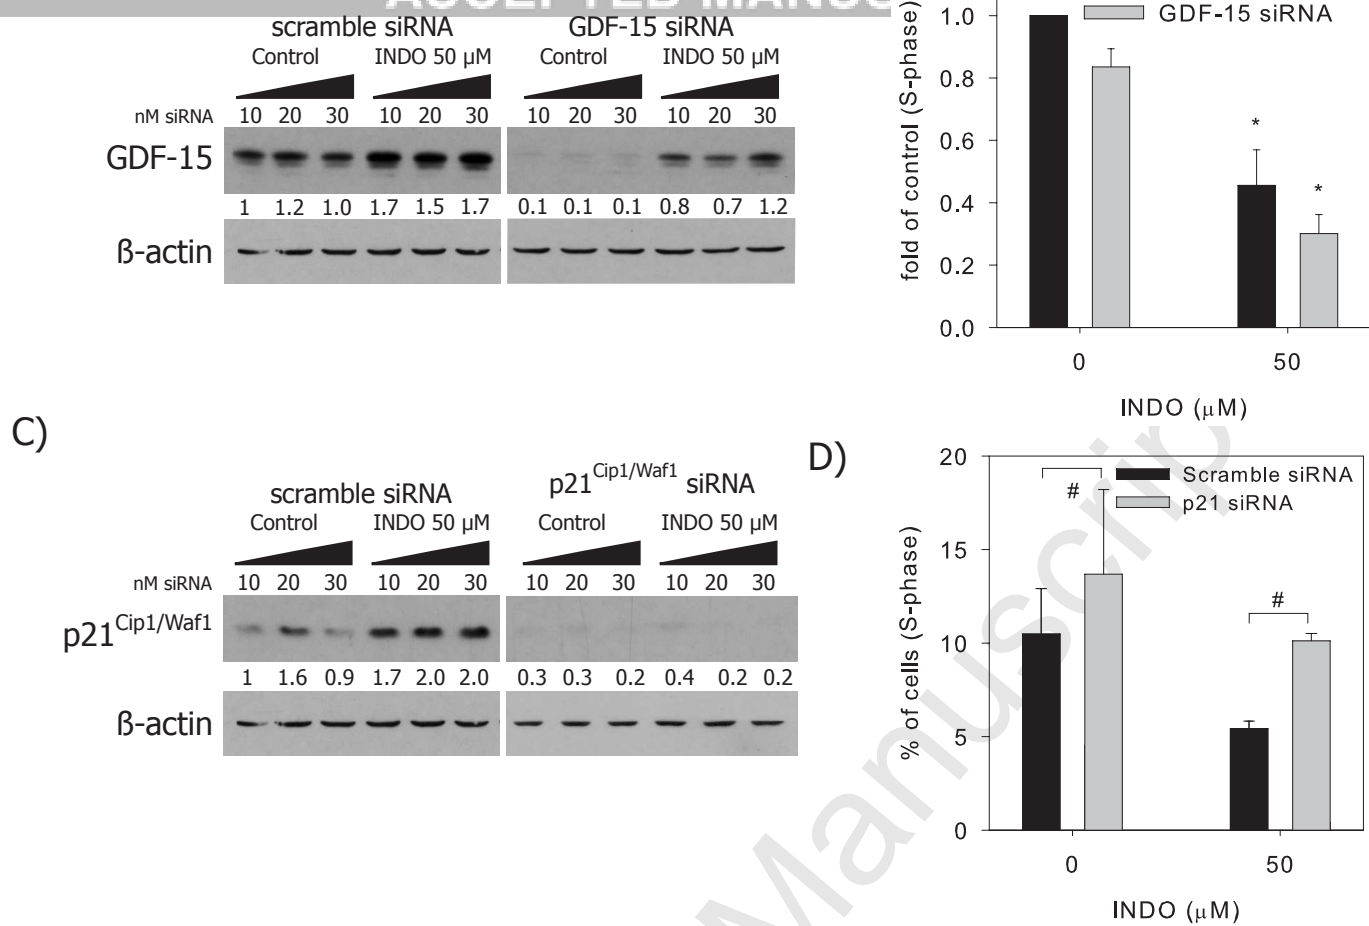 ACCEPTED MANUS
scramble siRNA GDF-15 siRNA
Control INDO 50 µM Control INDO 50 µM
nM siRNA 10 20 30 10 20 30 10 20 30 10 20 30
GDF-15
1 1.2 1.0 1.7 1.5 1.7 0.1 0.1 0.1 0.8 0.7 1.2
ß-actin
GDF-15 siRNA
fold of control (S-phase)
1.0
0.8
0.6
0.4
0.2
0.0
* *
0 50
INDO (µM)
C)
scramble siRNA p21Cip1/Waf1 siRNA
Control INDO 50 µM Control INDO 50 µM
nM siRNA 10 20 30 10 20 30 10 20 30 10 20 30
p21Cip1/Waf1
1 1.6 0.9 1.7 2.0 2.0 0.3 0.3 0.2 0.4 0.2 0.2
ß-actin
D)
Scramble siRNA
p21 siRNA
% of cells (S-phase)
20
15
10
5
0
# #
0 50
INDO (µM)
Manuscrip